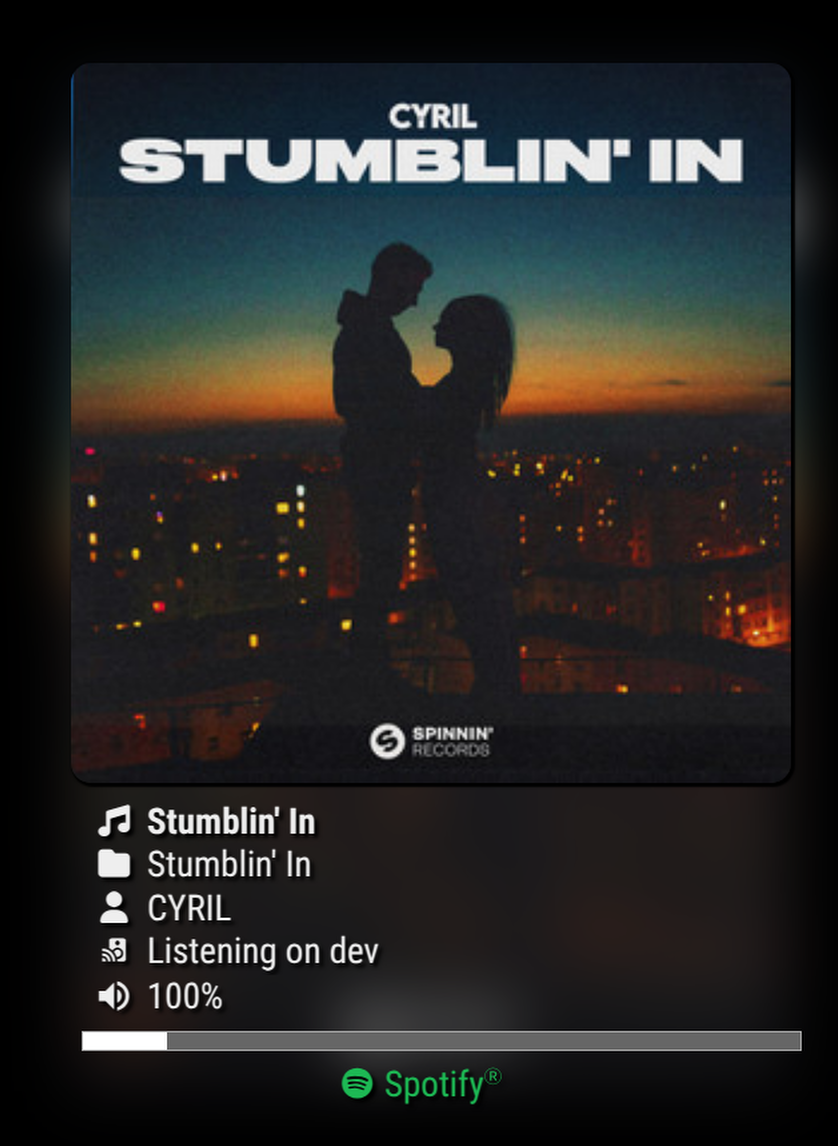 CYRIL
STUMBLIN' IN
SPINNIN'
RECORDS
Stumblin' In
Stumblin' In
CYRIL
Listening on dev
100%
Spotify®